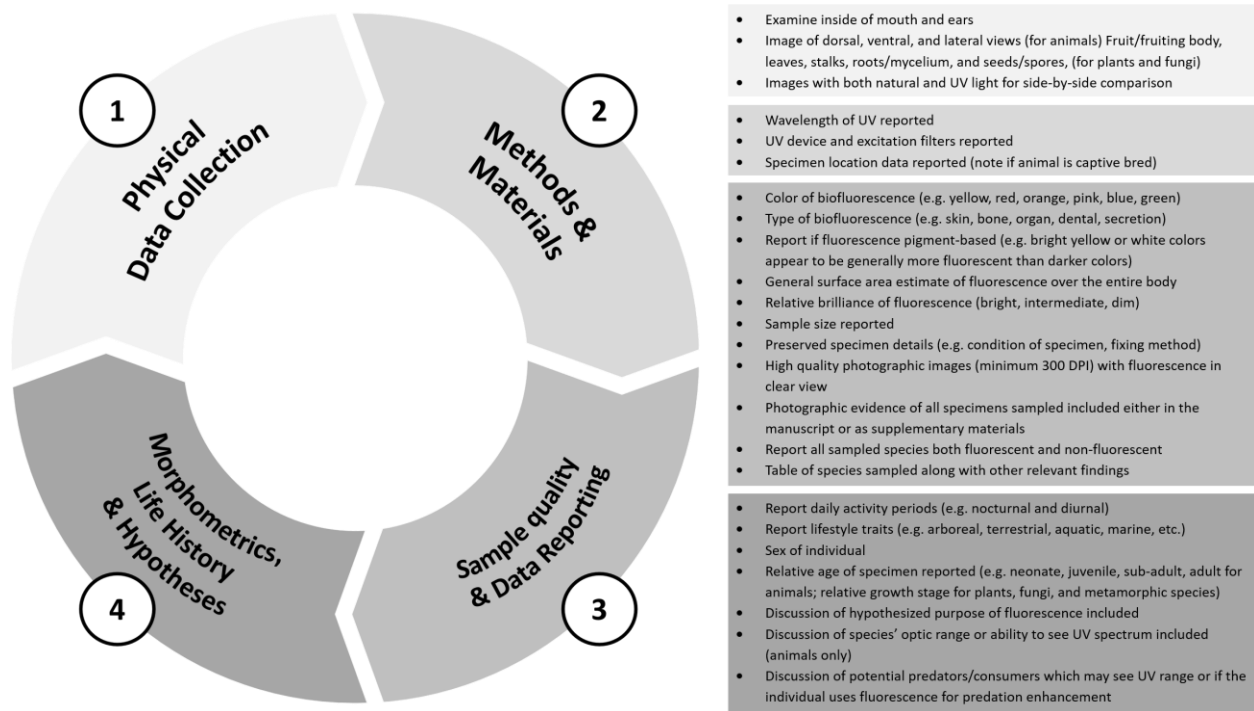 1
Physical
Data Collection
2
Methods &
Materials
3
Sample quality
& Data Reporting
4
Morphometrics,
Life History
& Hypotheses
• Examine inside of mouth and ears
• Image of dorsal, ventral, and lateral views (for animals) Fruit/fruiting body,
leaves, stalks, roots/mycelium, and seeds/spores, (for plants and fungi)
• Images with both natural and UV light for side-by-side comparison
• Wavelength of UV reported
• UV device and excitation filters reported
• Specimen location data reported (note if animal is captive bred)
• Color of biofluorescence (e.g. yellow, red, orange, pink, blue, green)
• Type of biofluorescence (e.g. skin, bone, organ, dental, secretion)
• Report if fluorescence pigment-based (e.g. bright yellow or white colors
appear to be generally more fluorescent than darker colors)
• General surface area estimate of fluorescence over the entire body
• Relative brilliance of fluorescence (bright, intermediate, dim)
• Sample size reported
• Preserved specimen details (e.g. condition of specimen, fixing method)
• High quality photographic images (minimum 300 DPI) with fluorescence in
clear view
• Photographic evidence of all specimens sampled included either in the
manuscript or as supplementary materials
• Report all sampled species both fluorescent and non-fluorescent
• Table of species sampled along with other relevant findings
• Report daily activity periods (e.g. nocturnal and diurnal)
• Report lifestyle traits (e.g. arboreal, terrestrial, aquatic, marine, etc.)
• Sex of individual
• Relative age of specimen reported (e.g. neonate, juvenile, sub-adult, adult for
animals; relative growth stage for plants, fungi, and metamorphic species)
• Discussion of hypothesized purpose of fluorescence included
• Discussion of species’ optic range or ability to see UV spectrum included
(animals only)
• Discussion of potential predators/consumers which may see UV range or if the
individual uses fluorescence for predation enhancement